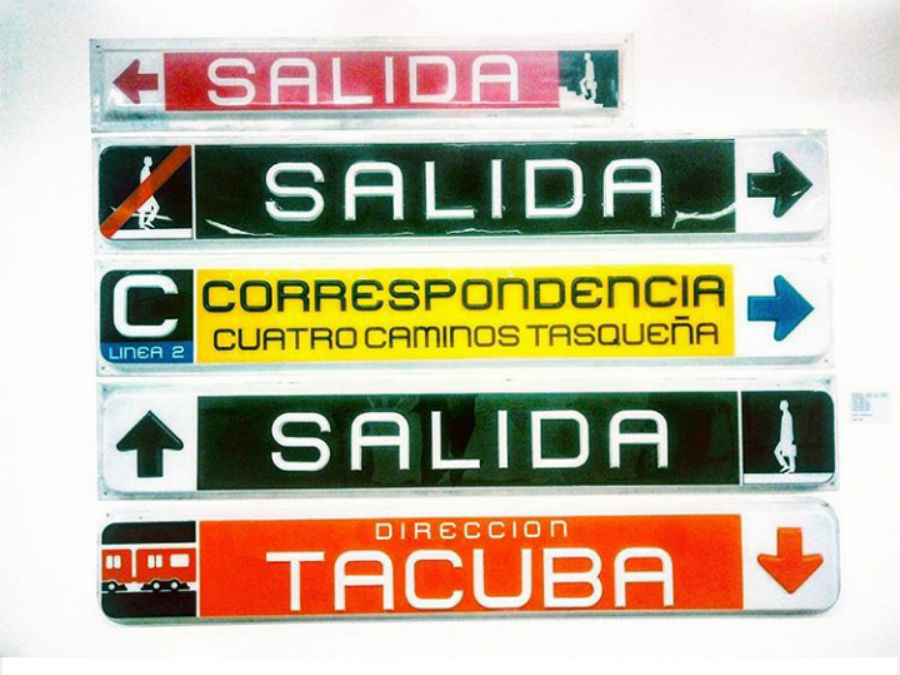 SALIDA
SALIDA
C
LINEA 2
CORRESPONDENCIA
CUATRO CAMINOS TASQUEÑA
SALIDA
DIRECCION
TACUBA